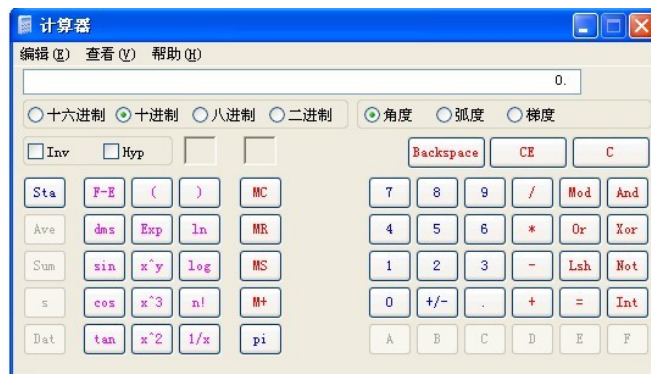 计算器
编辑(E) 查看(V) 帮助(H)
0.
十六进制 十进制 八进制 二进制 角度 弧度 梯度
Inv Hyp Backspace CE C
Sta F-E ( ) MC 7 8 9 / Mod And
Ave dms Exp ln MR 4 5 6 * Or Xor
Sum sin x^y log MS 1 2 3 - Lsh Not
s cos x^3 n! M+ 0 +/- . + = Int
Dat tan x^2 1/x pi A B C D E F